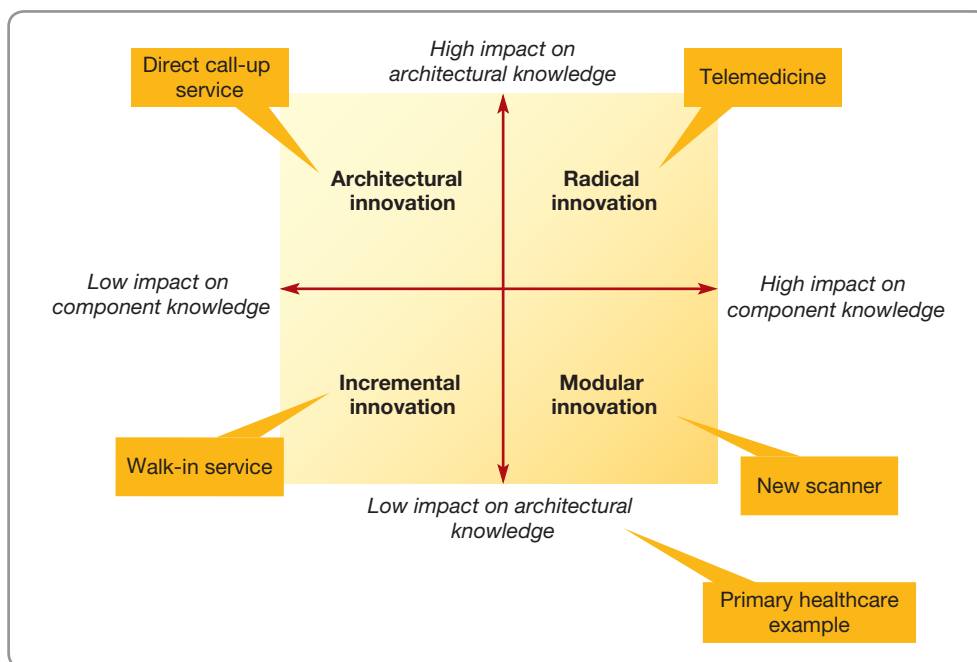 Direct call-up
service
High impact on
architectural knowledge
Telemedicine
Architectural
innovation
Radical
innovation
Low impact on
component knowledge
High impact on
component knowledge
Incremental
innovation
Modular
innovation
Walk-in service
New scanner
Low impact on architectural
knowledge
Primary healthcare
example